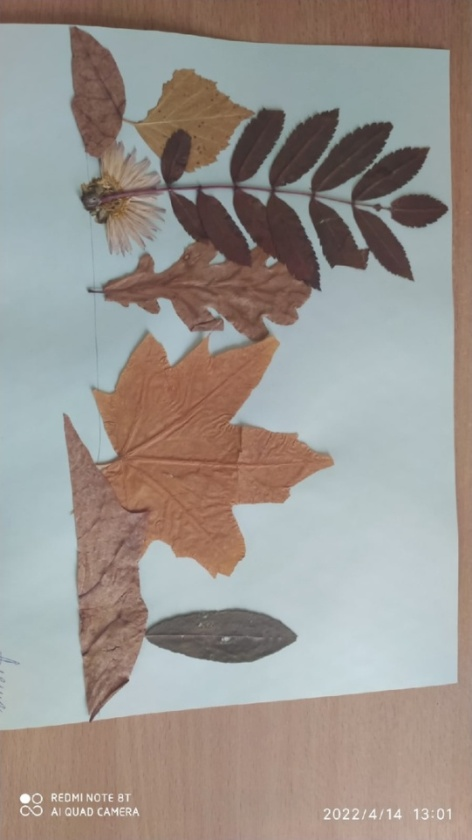 REDMI NOTE 8T
AI QUAD CAMERA
2022/4/14 13:01